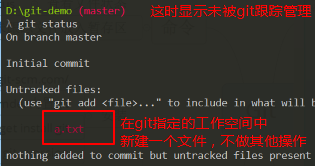 D:\git-demo (master)
这时显示未被git跟踪管理
λ git status
On branch master
Initial commit
Untracked files:
(use "git add <file>..." to include in what will b
a.txt
在git指定的工作空间中
新建一个文件，不做其他操作
nothing added to commit but untracked files present